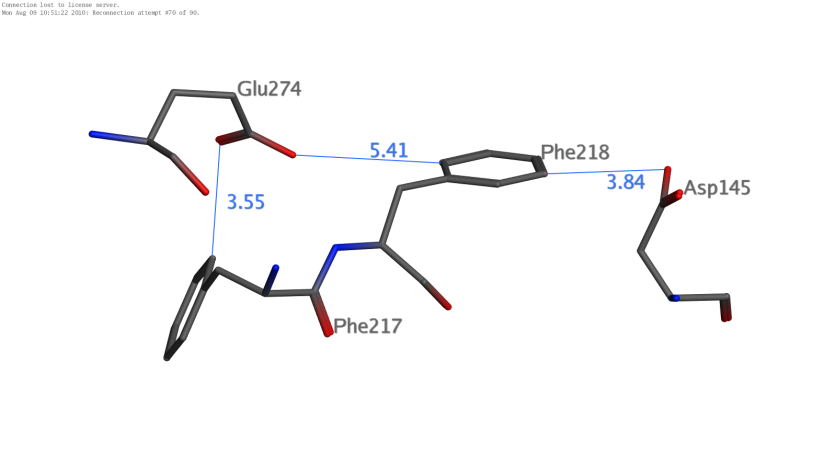 Connection lost to license server.
Mon Aug 09 10:51:22 2010: Reconnection attempt #70 of 90.
Glu274
5.41
Phe218
3.84
Asp145
3.55
Phe217